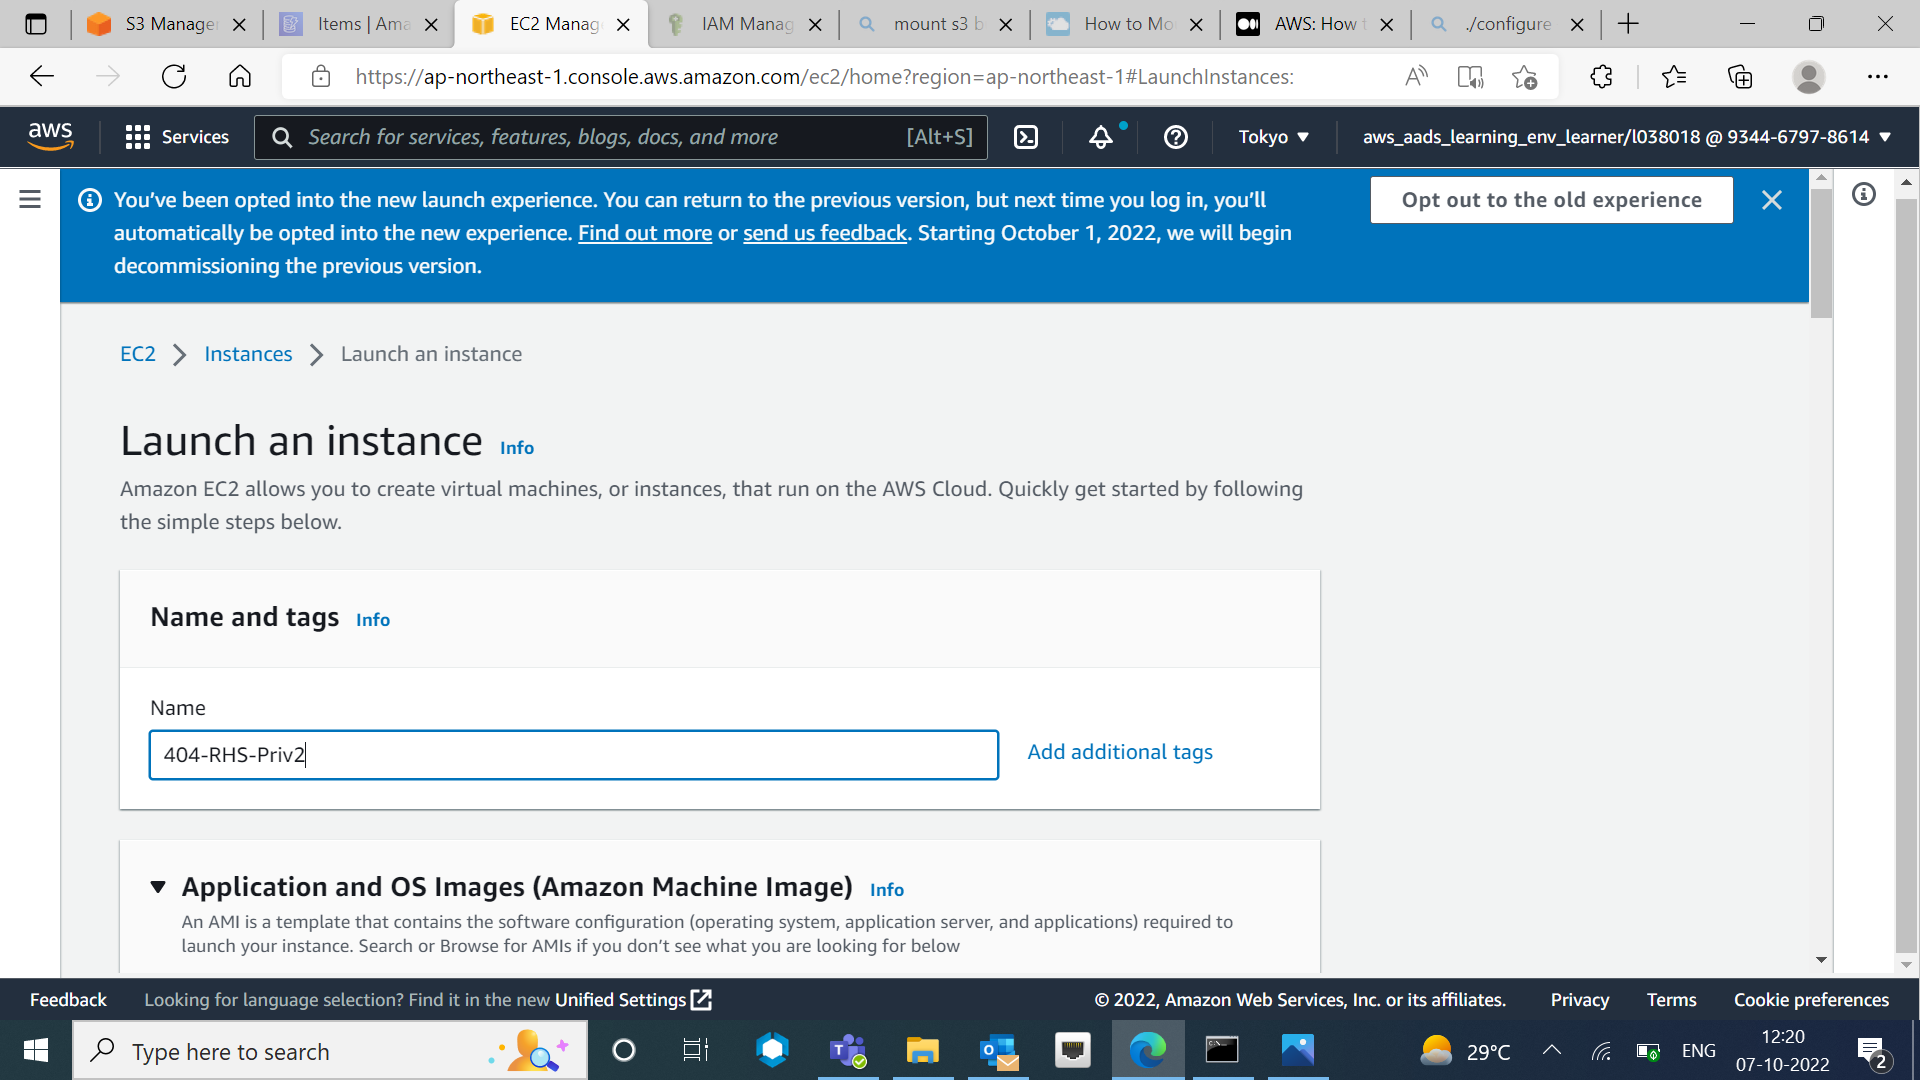 S3 Manage
Items | Ama
EC2 Manag
IAM Manag
mount s3 b
How to Mo
AWS: How t
./configure
https://ap-northeast-1.console.aws.amazon.com/ec2/home?region=ap-northeast-1#LaunchInstances:
aws
Services
Search for services, features, blogs, docs, and more
[Alt+S]
Tokyo
aws_aads_learning_env_learner/l038018 @ 9344-6797-8614
You've been opted into the new launch experience. You can return to the previous version, but next time you log in, you'll
automatically be opted into the new experience. Find out more or send us feedback. Starting October 1, 2022, we will begin
decommissioning the previous version.
Opt out to the old experience
EC2 > Instances > Launch an instance
Launch an instance Info
Amazon EC2 allows you to create virtual machines, or instances, that run on the AWS Cloud. Quickly get started by following
the simple steps below.
Name and tags Info
Name
404-RHS-Priv2
Add additional tags
Application and OS Images (Amazon Machine Image) Info
An AMI is a template that contains the software configuration (operating system, application server, and applications) required to
launch your instance. Search or Browse for AMIs if you don't see what you are looking for below
Feedback
Looking for language selection? Find it in the new Unified Settings
© 2022, Amazon Web Services, Inc. or its affiliates.
Privacy
Terms
Cookie preferences
Type here to search
29°C
ENG
12:20
07-10-2022
2